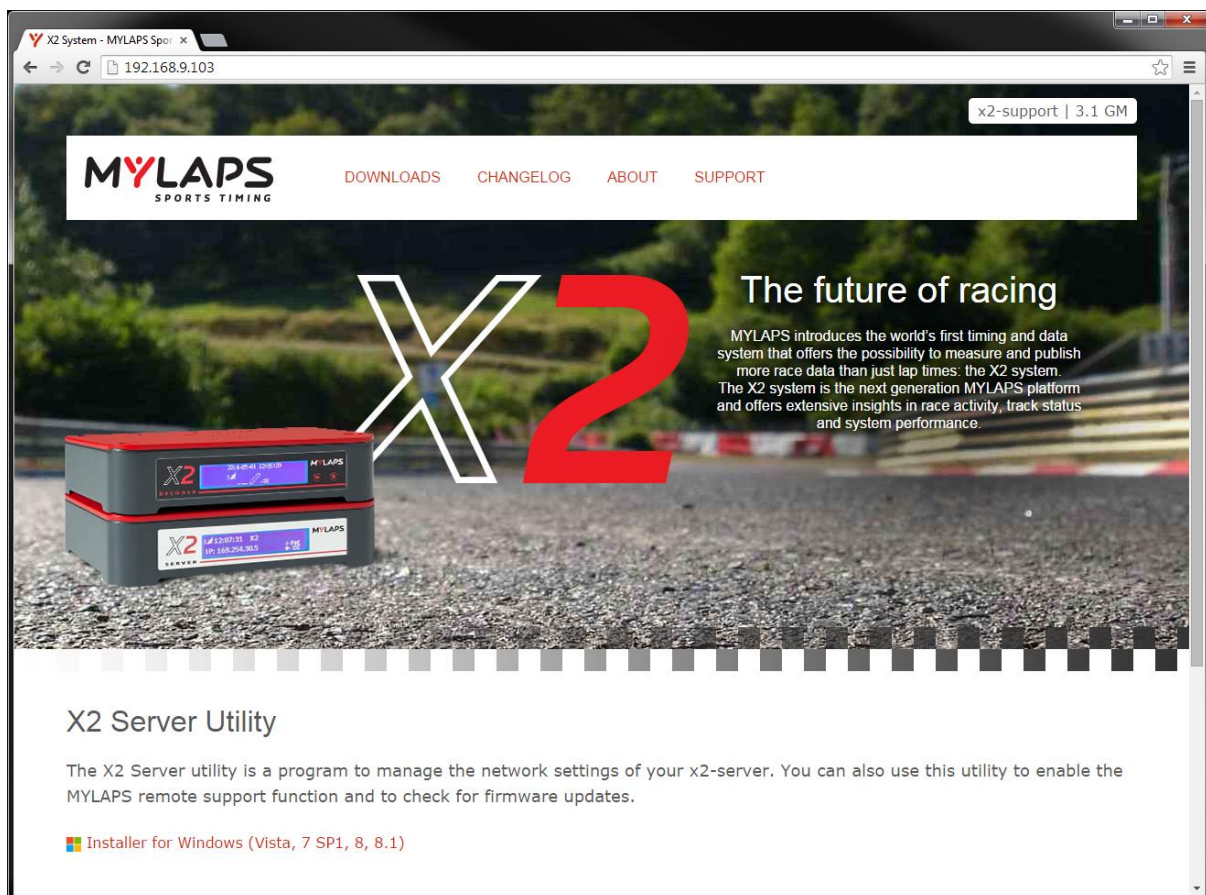 X2 System - MYLAPS Spor
192.168.9.103
x2-support | 3.1 GM
MYLAPS
SPORTS TIMING
DOWNLOADS CHANGELOG ABOUT SUPPORT
X2
The future of racing
MYLAPS introduces the world's first timing and data
system that offers the possibility to measure and publish
more race data than just lap times: the X2 system.
The X2 system is the next generation MYLAPS platform
and offers extensive insights in race activity, track status
and system performance.
X2
DECODER
MYLAPS
X2
SERVER
12:07:31 X2
IP: 169.254.30.5
MYLAPS
X2 Server Utility
The X2 Server utility is a program to manage the network settings of your x2-server. You can also use this utility to enable the
MYLAPS remote support function and to check for firmware updates.
Installer for Windows (Vista, 7 SP1, 8, 8.1)